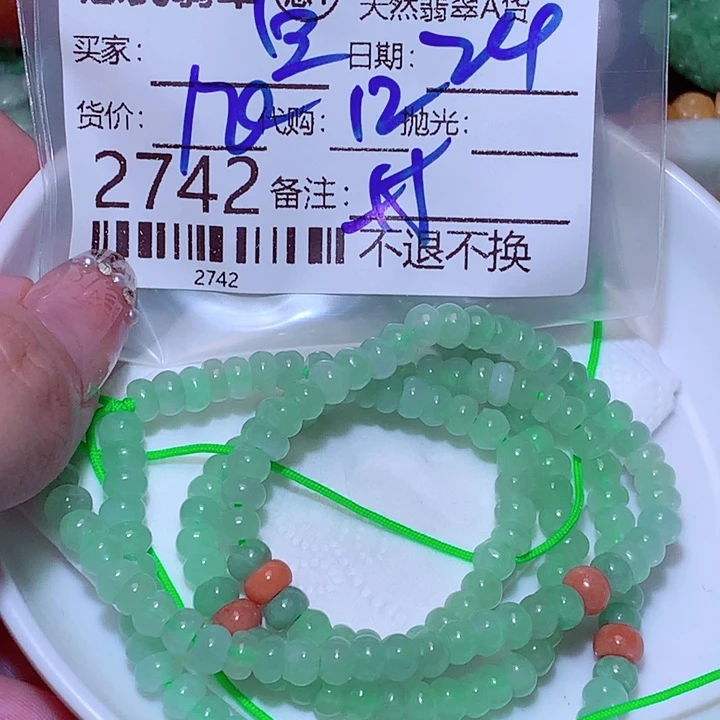 天然翡翠A货
买家： 日期： 24
货价： 170 代购： 12 抛光：
2742 备注：
不退不换
2742